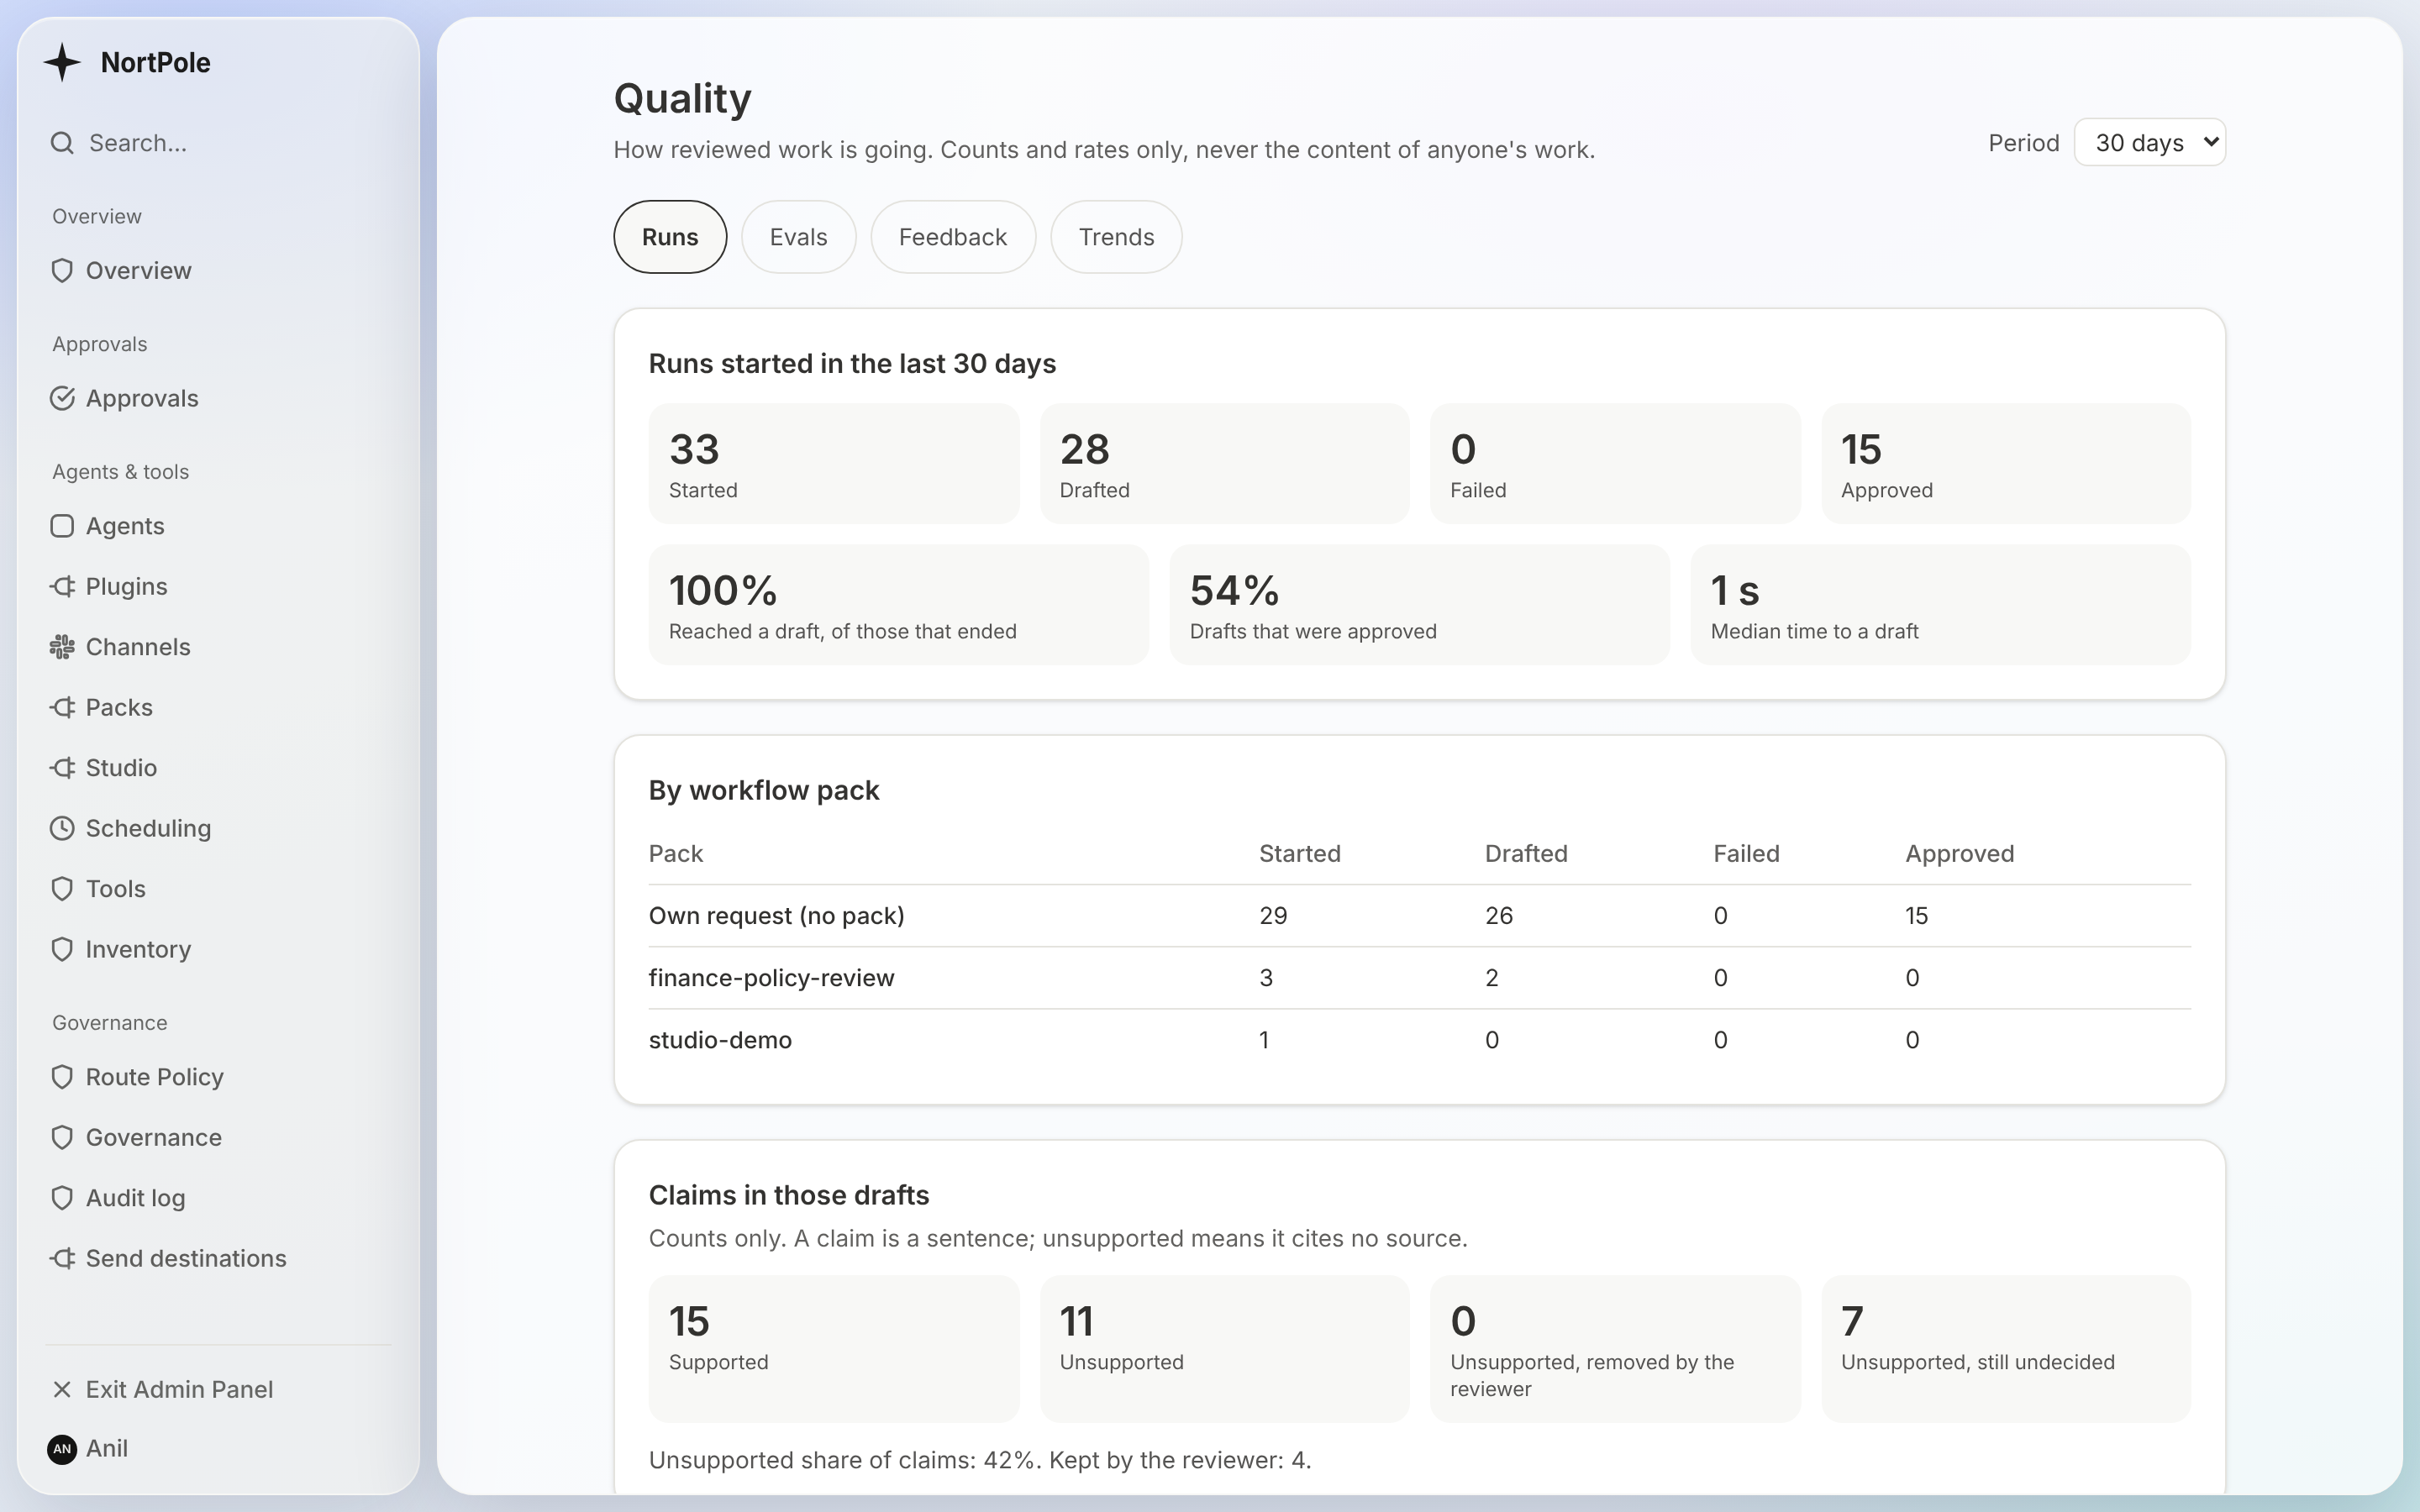 NortPole
Search...
Overview
Overview
Approvals
Approvals
Agents & tools
Agents
Plugins
Channels
Packs
Studio
Scheduling
Tools
Inventory
Governance
Route Policy
Governance
Audit log
Send destinations
Exit Admin Panel
AN Anil
Quality
How reviewed work is going. Counts and rates only, never the content of anyone's work.
Period 30 days
Runs Evals Feedback Trends
Runs started in the last 30 days
33 28 0 15
Started Drafted Failed Approved
100% 54% 1 s
Reached a draft, of those that ended Drafts that were approved Median time to a draft
By workflow pack
Pack Started Drafted Failed Approved
Own request (no pack) 29 26 0 15
finance-policy-review 3 2 0 0
studio-demo 1 0 0 0
Claims in those drafts
Counts only. A claim is a sentence; unsupported means it cites no source.
15 11 0 7
Supported Unsupported Unsupported, removed by the Unsupported, still undecided
reviewer
Unsupported share of claims: 42%. Kept by the reviewer: 4.